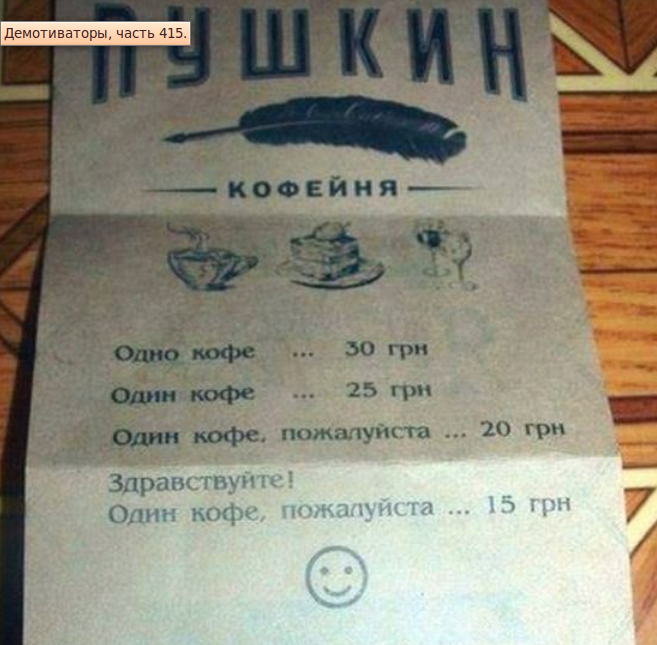 Демотиваторы, часть 415.
ПУШКИН
КОФЕЙНЯ
Одно кофе ... 30 грн
Один кофе ... 25 грн
Один кофе, пожалуйста ... 20 грн
Здравствуйте!
Один кофе, пожалуйста ... 15 грн